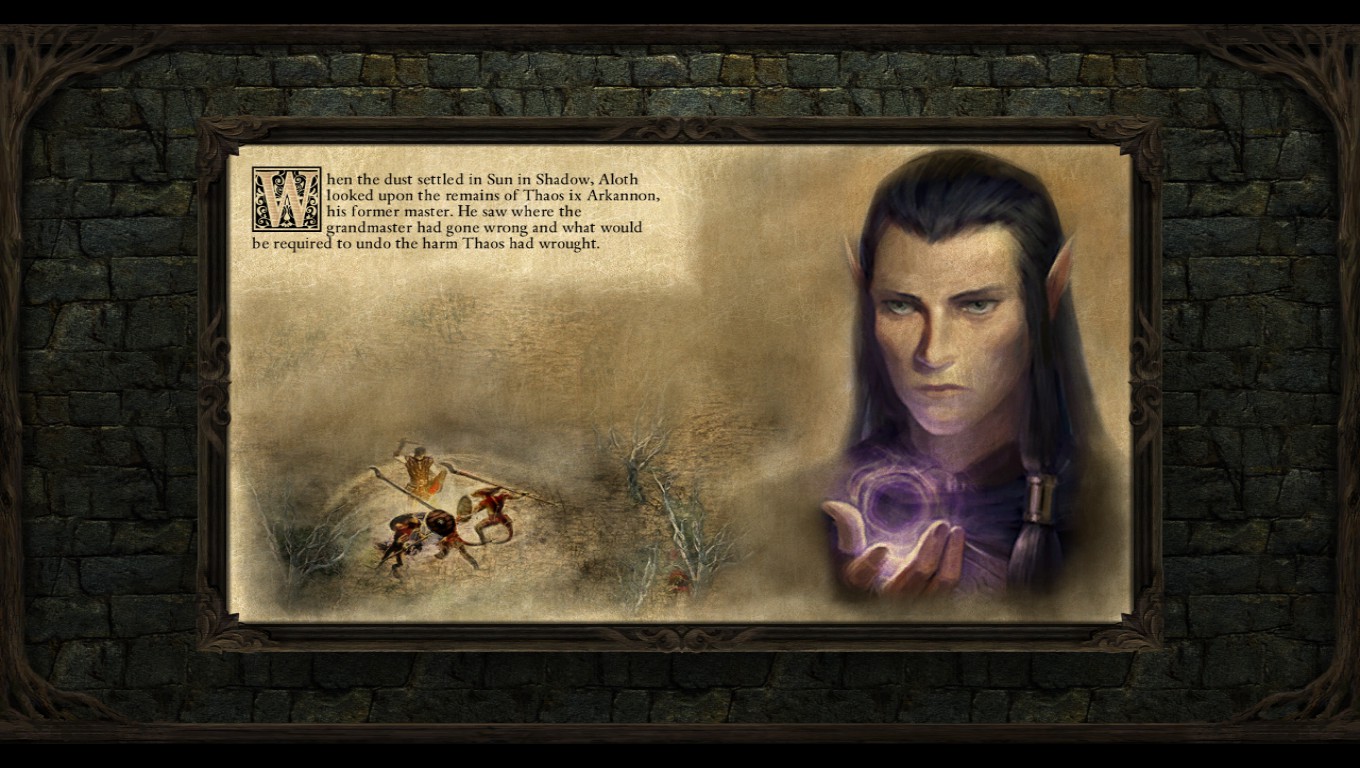 When the dust settled in Sun in Shadow, Aloth
looked upon the remains of Thaos ix Arkannon,
his former master. He saw where the
grandmaster had gone wrong and what would
be required to undo the harm Thaos had wrought.